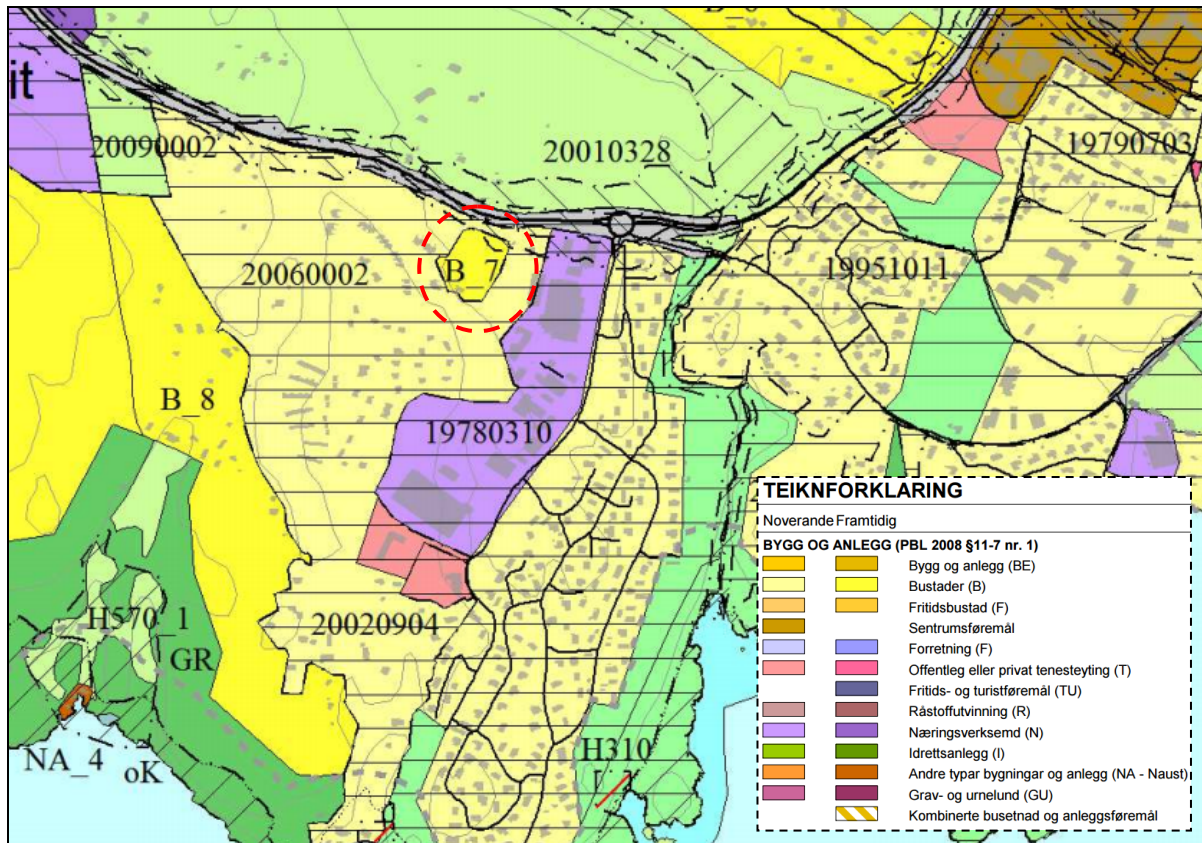 B_6
it
20090002
20010328
19790703
20060002
B_7
19951011
B_8
19780310
H570_1
GR
20020904
NA_4
oK
H310
TEIKNFORKLARING
Noverande Framtidig
BYGG OG ANLEGG (PBL 2008 §11-7 nr. 1)
Bygg og anlegg (BE)
Bustader (B)
Fritidsbustad (F)
Sentrumsføremål
Forretning (F)
Offentleg eller privat tenesteyting (T)
Fritids- og turistføremål (TU)
Råstoffutvinning (R)
Næringsverksemd (N)
Idrettsanlegg (I)
Andre typar bygningar og anlegg (NA - Naust)
Grav- og urnelund (GU)
Kombinerte busetnad og anleggsføremål